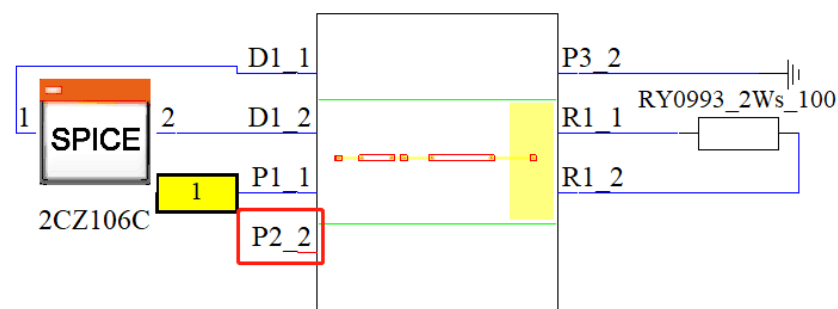 D1_1
P3_2
RY0993_2Ws_100
1
SPICE
2
D1_2
R1_1
1
P1_1
R1_2
2CZ106C
P2_2